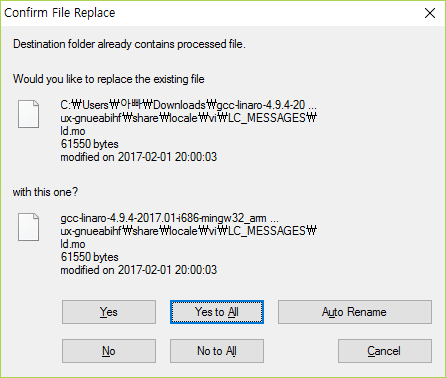 Confirm File Replace
Destination folder already contains processed file.
Would you like to replace the existing file
C:₩Users₩아빠₩Downloads₩gcc-linaro-4.9.4-20 ...
ux-gnueabihf₩share₩locale₩vi₩LC_MESSAGES₩
ld.mo
61550 bytes
modified on 2017-02-01 20:00:03
with this one?
gcc-linaro-4.9.4-2017.01-i686-mingw32_arm ...
ux-gnueabihf₩share₩locale₩vi₩LC_MESSAGES₩
ld.mo
61550 bytes
modified on 2017-02-01 20:00:03
Yes Yes to All Auto Rename
No No to All Cancel